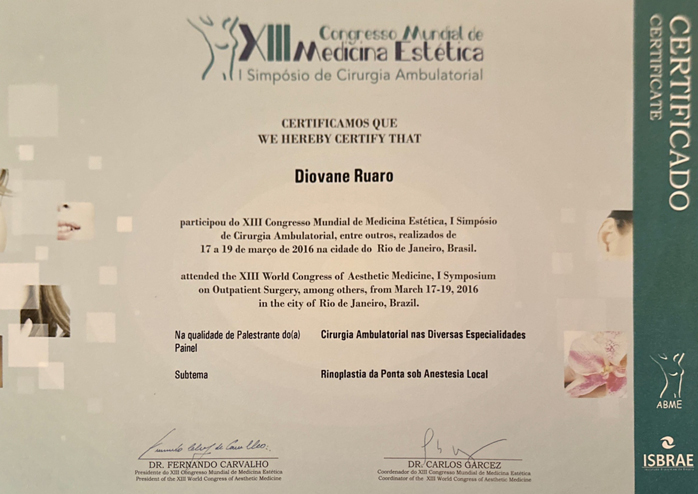 XIII Congresso Mundial de
Medicina Estética
I Simpósio de Cirurgia Ambulatorial
CERTIFICAMOS QUE
WE HEREBY CERTIFY THAT
Diovane Ruaro
participou do XIII Congresso Mundial de Medicina Estética, I Simpósio
de Cirurgia Ambulatorial, entre outros, realizados de
17 a 19 de março de 2016 na cidade do Rio de Janeiro, Brasil.
attended the XIII World Congress of Aesthetic Medicine, I Symposium
on Outpatient Surgery, among others, from March 17-19, 2016
in the city of Rio de Janeiro, Brazil.
Na qualidade de Palestrante do(a) Cirurgia Ambulatorial nas Diversas Especialidades
Painel
Subtema Rinoplastia da Ponta sob Anestesia Local
DR. FERNANDO CARVALHO
Presidente do XIII Congresso Mundial de Medicina Estética
President of the XIII World Congress of Aesthetic Medicine
DR. CARLOS GARCEZ
Coordenador do XIII Congresso Mundial de Medicina Estética
Coordinator of the XIII World Congress of Aesthetic Medicine
CERTIFICADO
CERTIFICATE
ABME
ISBRAE